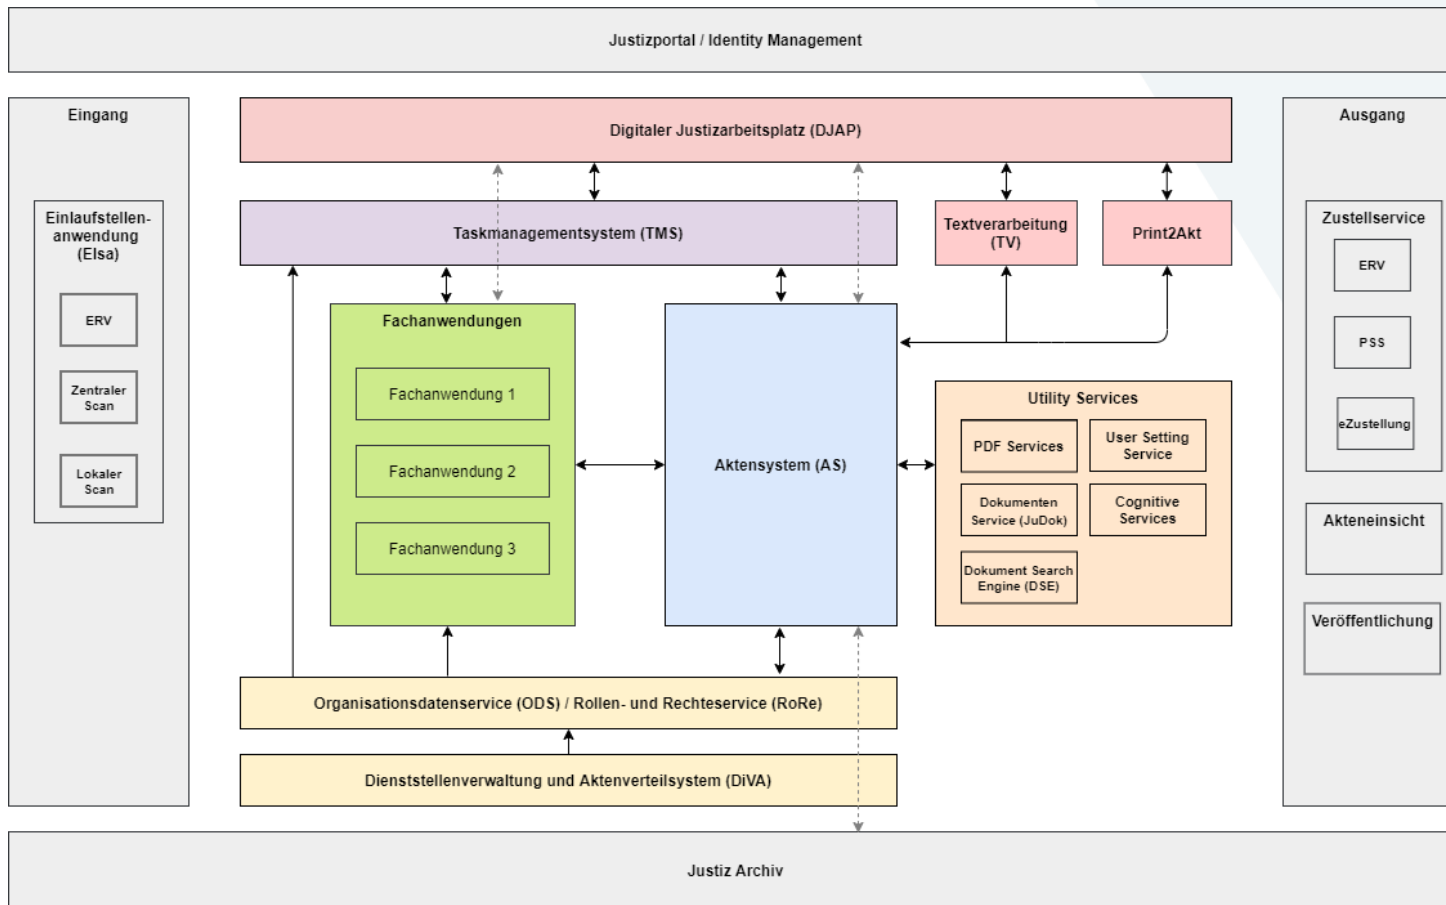 Justizportal / Identity Management
Eingang
Einlaufstellen-
anwendung
(Elsa)
ERV
Zentraler
Scan
Lokaler
Scan
Digitaler Justizarbeitsplatz (DJAP)
Taskmanagementsystem (TMS)
Textverarbeitung
(TV)
Print2Akt
Fachanwendungen
Fachanwendung 1
Fachanwendung 2
Fachanwendung 3
Aktensystem (AS)
Utility Services
PDF Services
User Setting
Service
Dokumenten
Service (JuDok)
Cognitive
Services
Dokument Search
Engine (DSE)
Organisationsdatenservice (ODS) / Rollen- und Rechteservice (RoRe)
Dienststellenverwaltung und Aktenverteilsystem (DiVA)
Ausgang
Zustellservice
ERV
PSS
eZustellung
Akteneinsicht
Veröffentlichung
Justiz Archiv